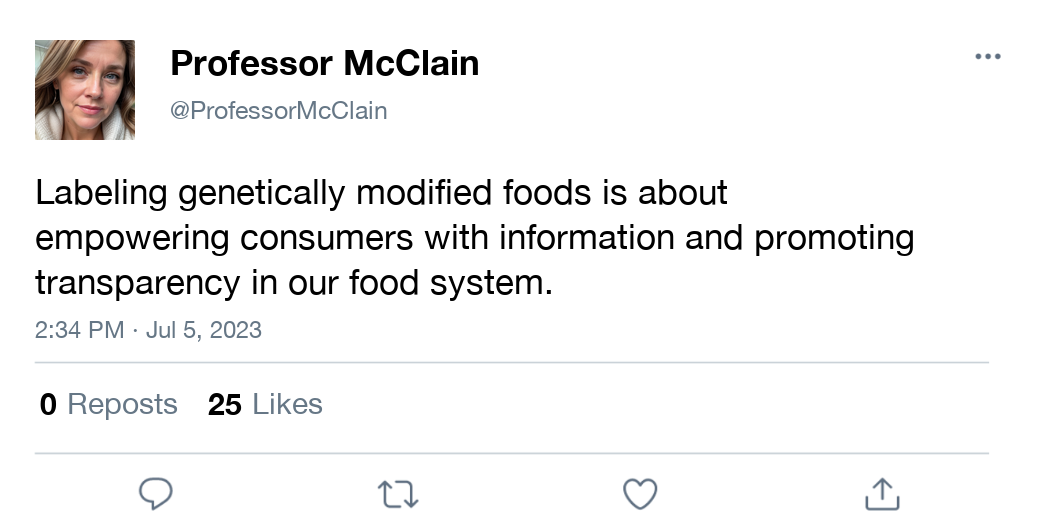 Professor McClain
@ProfessorMcClain
Labeling genetically modified foods is about
empowering consumers with information and promoting
transparency in our food system.
2:34 PM · Jul 5, 2023
0 Reposts 25 Likes